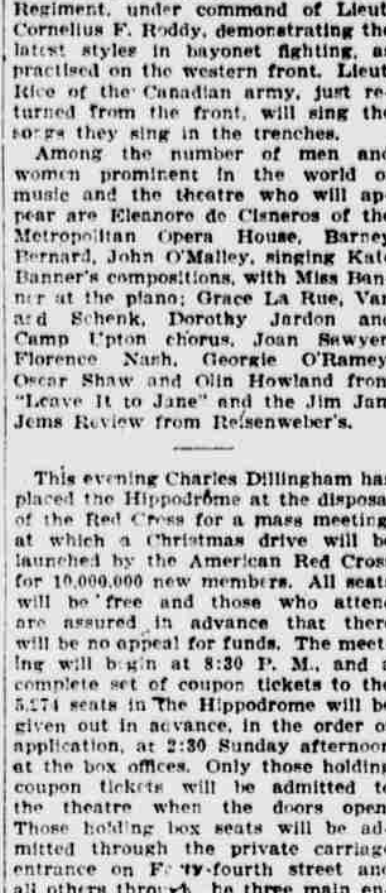 Regiment, under command of Lieut
Cornelius F. Roddy, demonstrating the
latest styles in bayonet fighting, as
practised on the western front. Lieut
Rice of the Canadian army, just re-
turned from the front, will sing the
songs they sing in the trenches.
Among the number of men and
women prominent in the world o
music and the theatre who will ap
pear are Eleanore de Cisneros of the
Metropolitan Opera House, Barney
Bernard, John O'Malley, singing Kate
Banner's compositions, with Miss Ban-
ner at the piano; Grace La Rue, Van
and Schenk, Dorothy Jardon and
Camp Upton chorus, Joan Sawyer
Florence Nash, Georgie O'Ramey
Oscar Shaw and Olin Howland from
"Leave It to Jane" and the Jim Jam
Jems Review from Reisenweber's.
This evening Charles Dillingham has
placed the Hippodrome at the disposa
of the Red Cross for a mass meeting
at which a Christmas drive will be
launched by the American Red Cross
for 10,000,000 new members. All seats
will be free and those who atten
are assured in advance that there
will be no appeal for funds. The meet
ing will begin at 8:30 P. M., and a
complete set of coupon tickets to the
5,274 seats in The Hippodrome will be
given out in advance, in the order o
application, at 2:30 Sunday afternoon
at the box offices. Only those holding
coupon tickets will be admitted to
the theatre when the doors open
Those holding box seats will be ad-
mitted through the private carriage
entrance on Forty-fourth street and
all others through the three main